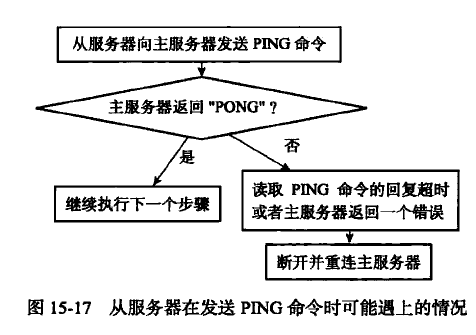 从服务器向主服务器发送 PING 命令
主服务器返回 "PONG" ?
是
否
继续执行下一个步骤
读取 PING 命令的回复超时
或者主服务器返回一个错误
断开并重连主服务器
图 15-17 从服务器在发送 PING 命令时可能遇上的情况